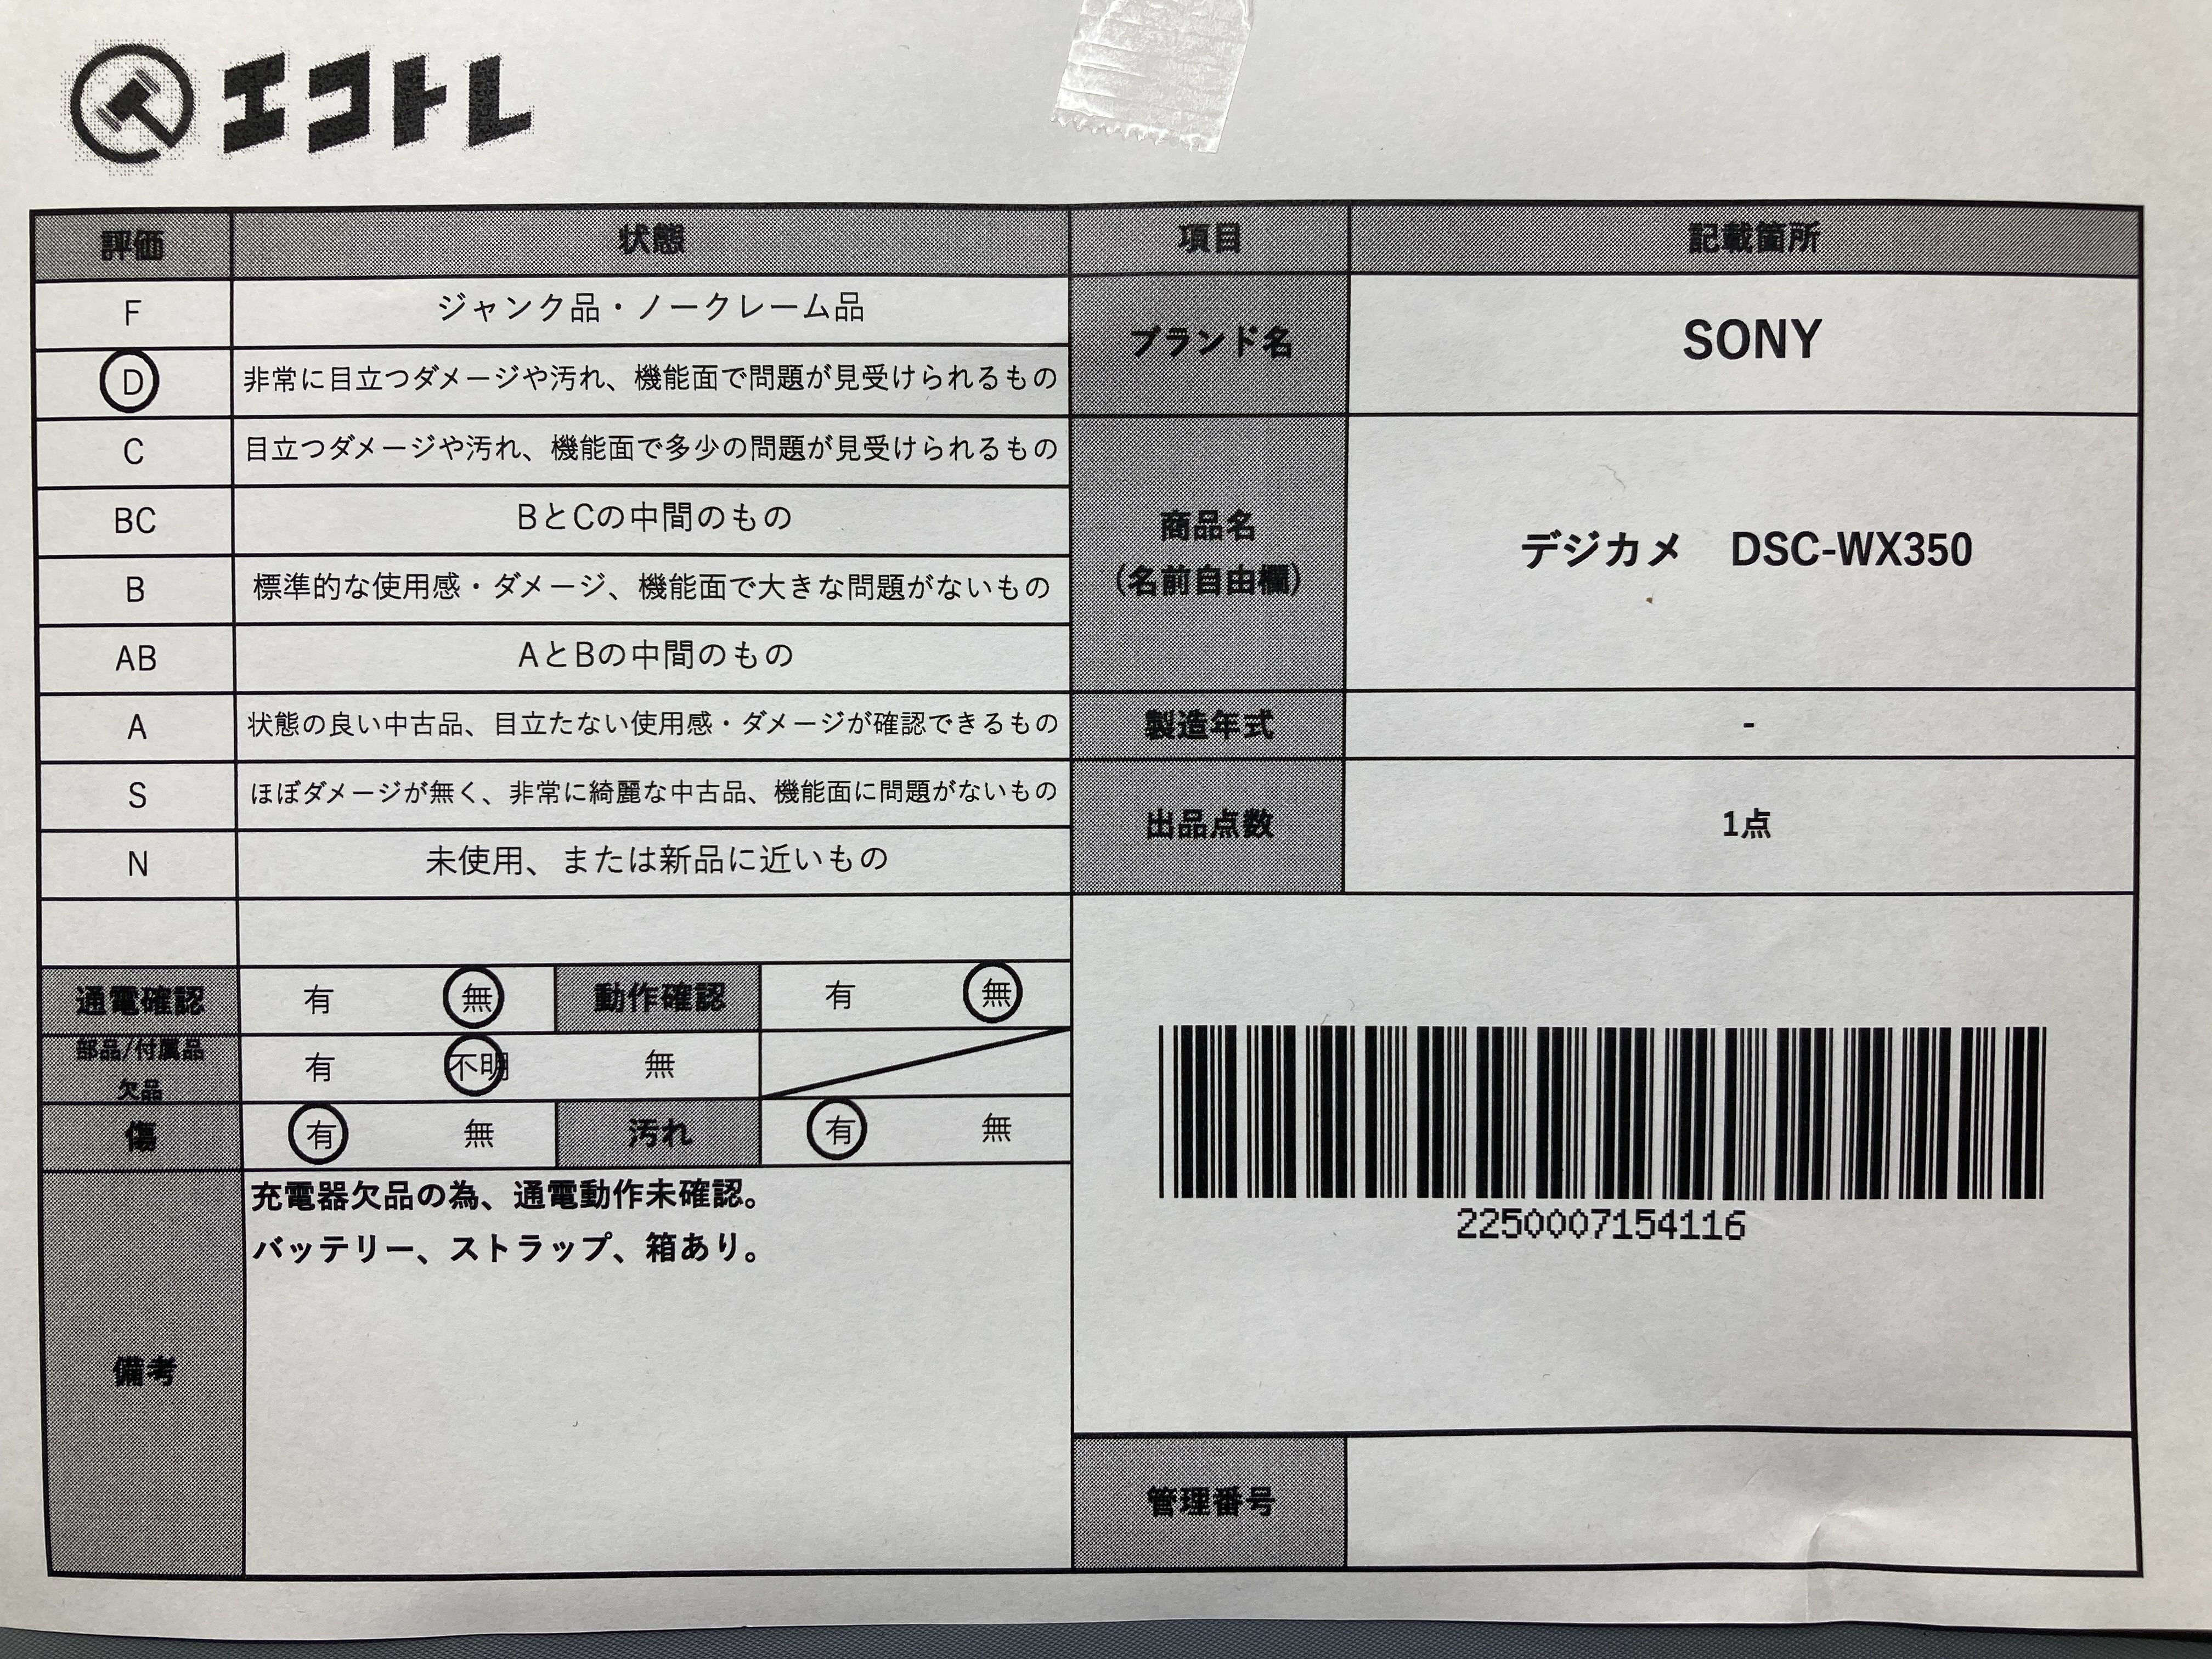 エコトレ
評価 状態 項目 記載箇所
F ジャンク品・ノークレーム品
ブランド名 SONY
D 非常に目立つダメージや汚れ、機能面で問題が見受けられるもの
C 目立つダメージや汚れ、機能面で多少の問題が見受けられるもの
BC BとCの中間のもの
商品名
(名前自由欄)
デジカメ DSC-WX350
B 標準的な使用感・ダメージ、機能面で大きな問題がないもの
AB AとBの中間のもの
A 状態の良い中古品、目立たない使用感・ダメージが確認できるもの
製造年式 -
S ほぼダメージが無く、非常に綺麗な中古品、機能面に問題がないもの
出品点数 1点
N 未使用、または新品に近いもの
通電確認 有 無 動作確認 有 無
部品/付属品
欠品
有 不明 無
傷 有 無 汚れ 有 無
備考
充電器欠品の為、通電動作未確認。
バッテリー、ストラップ、箱あり。
2250007154116
管理番号